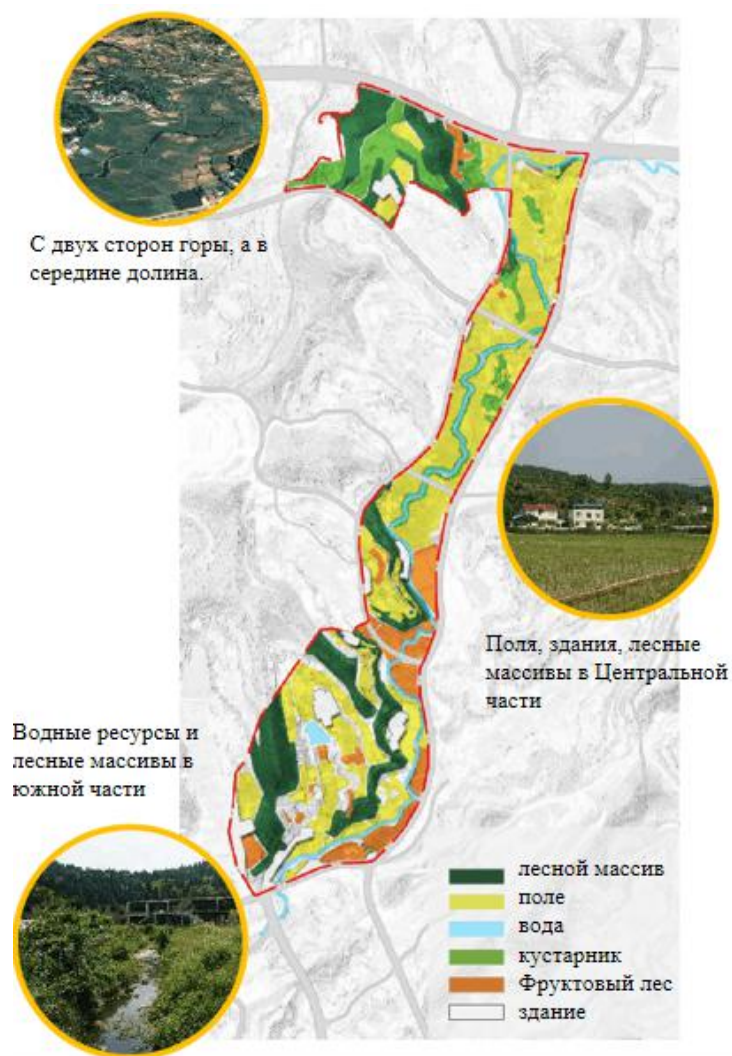 С двух сторон горы, а в
середине долина.
Поля, здания, лесные
массивы в Центральной
части
Водные ресурсы и
лесные массивы в
южной части
лесной массив
поле
вода
кустарник
Фруктовый лес
здание